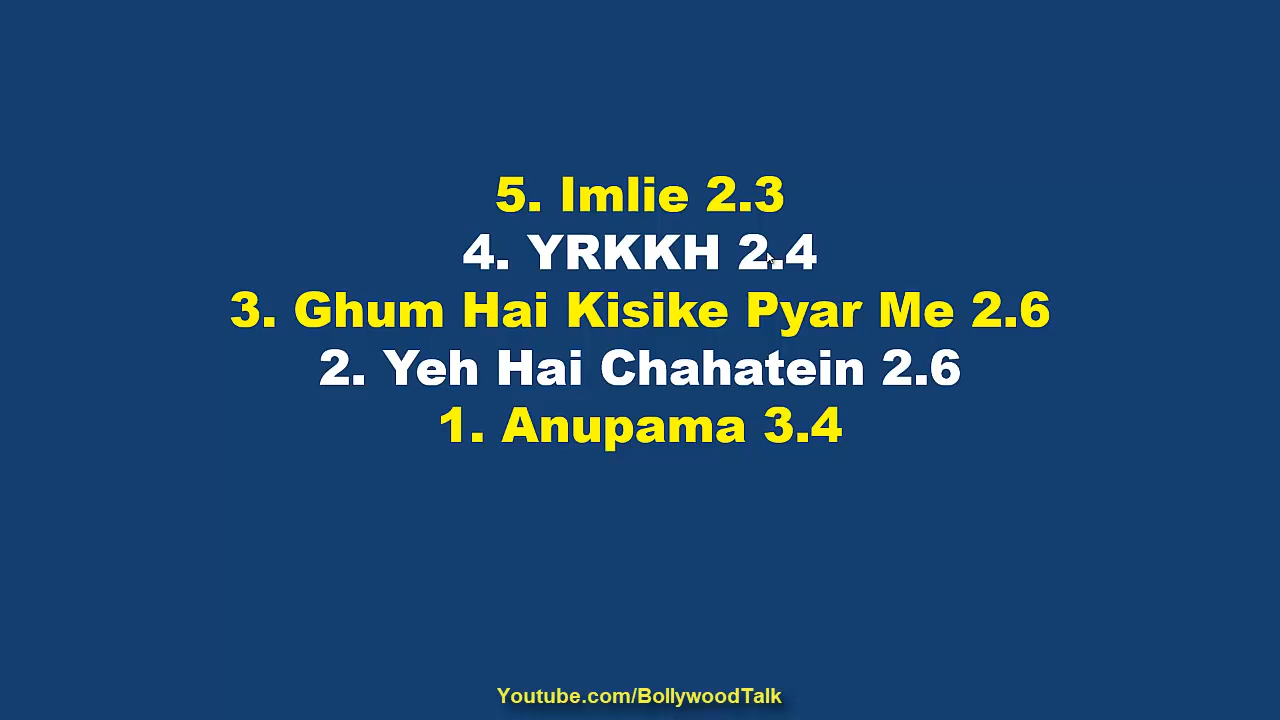 5. Imlie 2.3
4. YRKKH 2.4
3. Ghum Hai Kisike Pyar Me 2.6
2. Yeh Hai Chahatein 2.6
1. Anupama 3.4
Youtube.com/BollywoodTalk